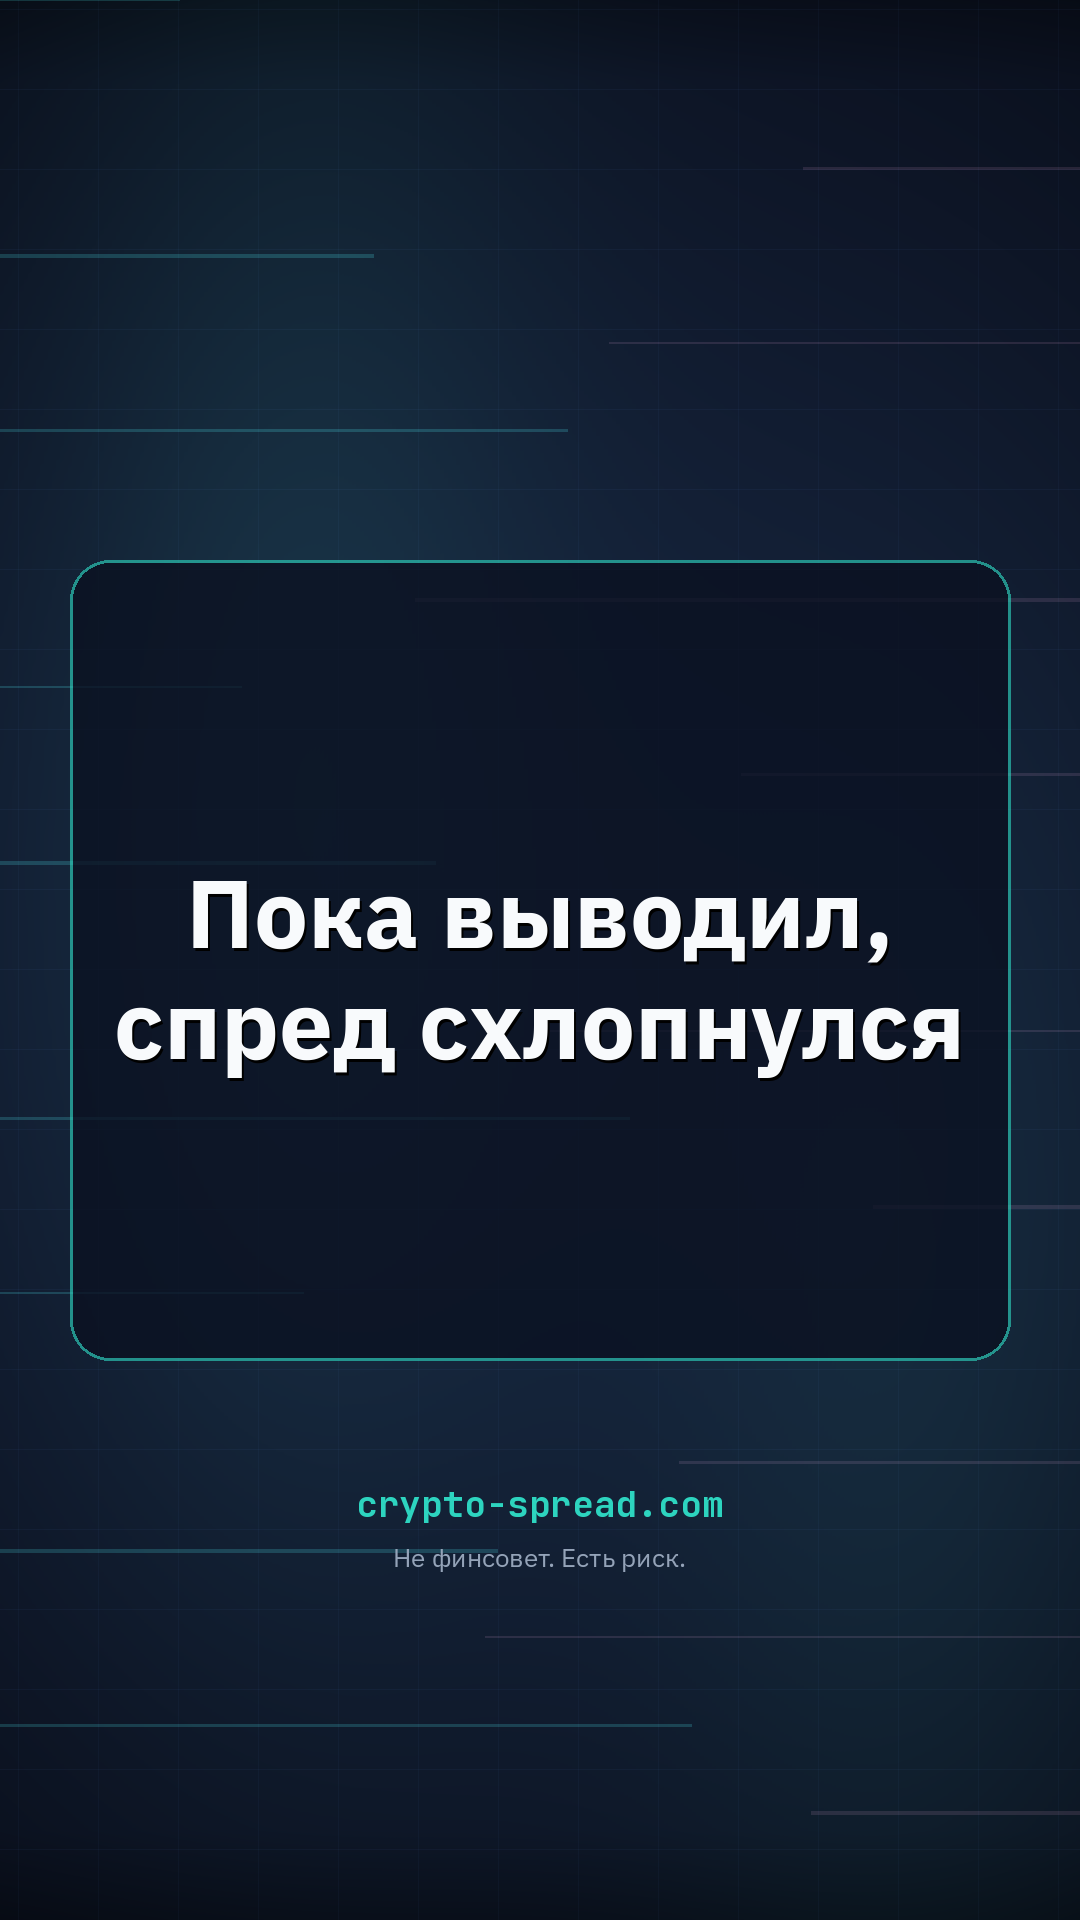 Пока выводил,
спред схлопнулся
crypto-spread.com
Не финсовет. Есть риск.